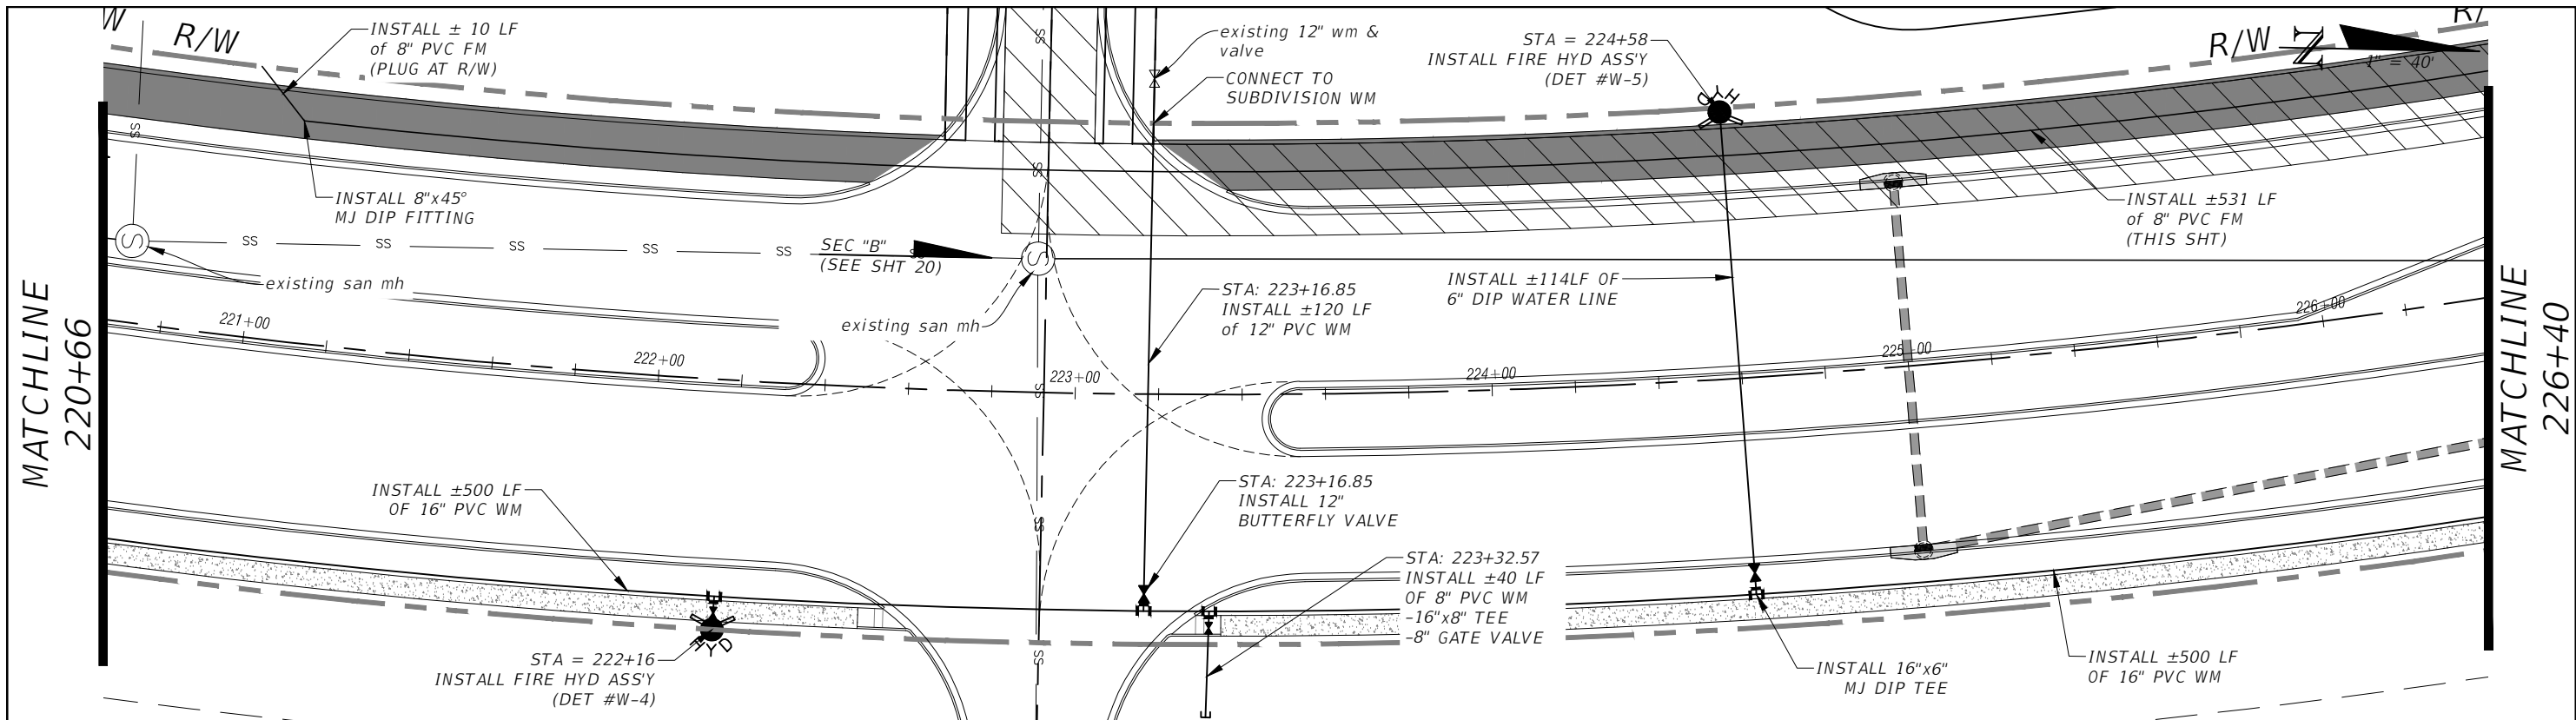 W
R/W
INSTALL ± 10 LF
of 8" PVC FM
(PLUG AT R/W)
SS
existing 12" wm &
valve
CONNECT TO
SUBDIVISION WM
STA = 224+58
INSTALL FIRE HYD ASS'Y
(DET #W-5)
HYD
R/W
R/
N
1" = 40'
SS
SS
INSTALL 8"x45°
MJ DIP FITTING
INSTALL ±531 LF
of 8" PVC FM
(THIS SHT)
S
SS
SS
SS
SS
SS
SS
SEC "B"
(SEE SHT 20)
S
existing san mh
existing san mh
STA: 223+16.85
INSTALL ±120 LF
of 12" PVC WM
INSTALL ±114LF OF
6" DIP WATER LINE
MATCHLINE
220+66
221+00
222+00
223+00
224+00
225+00
226+00
MATCHLINE
226+40
SS
INSTALL ±500 LF
OF 16" PVC WM
STA: 223+16.85
INSTALL 12"
BUTTERFLY VALVE
SS
STA: 223+32.57
INSTALL ±40 LF
OF 8" PVC WM
-16"x8" TEE
-8" GATE VALVE
HYD
SS
STA = 222+16
INSTALL FIRE HYD ASS'Y
(DET #W-4)
INSTALL 16"x6"
MJ DIP TEE
INSTALL ±500 LF
OF 16" PVC WM